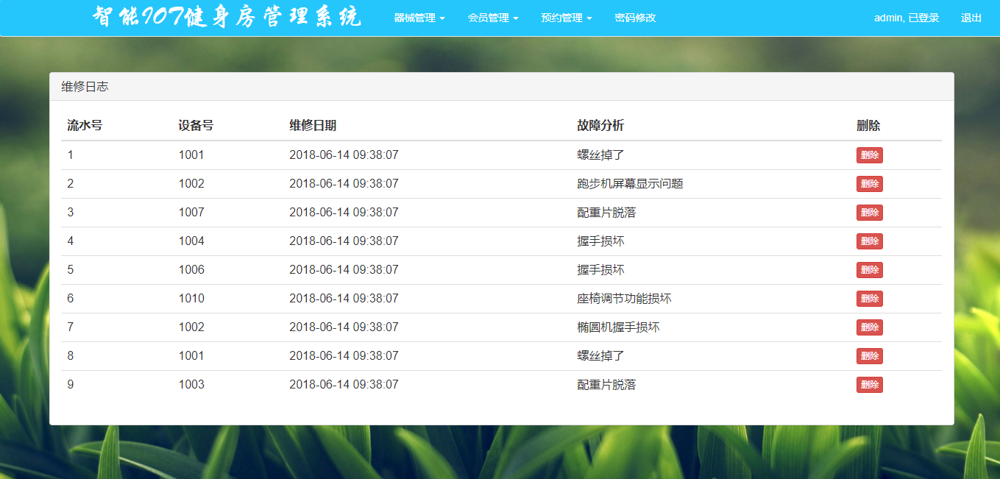 智能IOT健身房管理系统 器械管理 会员管理 预约管理 密码修改 admin, 已登录 退出
维修日志
流水号 设备号 维修日期 故障分析 删除
1 1001 2018-06-14 09:38:07 螺丝掉了 删除
2 1002 2018-06-14 09:38:07 跑步机屏幕显示问题 删除
3 1007 2018-06-14 09:38:07 配重片脱落 删除
4 1004 2018-06-14 09:38:07 握手损坏 删除
5 1006 2018-06-14 09:38:07 握手损坏 删除
6 1010 2018-06-14 09:38:07 座椅调节功能损坏 删除
7 1002 2018-06-14 09:38:07 椭圆机握手损坏 删除
8 1001 2018-06-14 09:38:07 螺丝掉了 删除
9 1003 2018-06-14 09:38:07 配重片脱落 删除